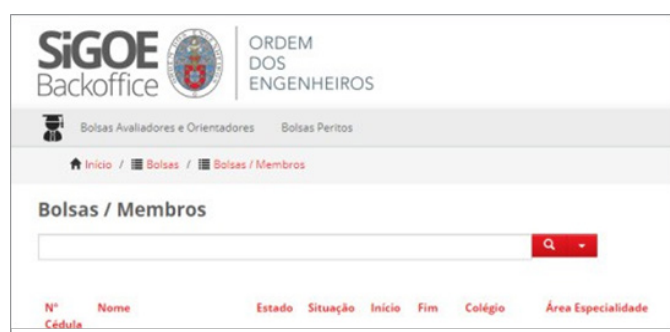 SiGOE
Backoffice
ORDEM
DOS
ENGENHEIROS
Bolsas Avaliadores e Orientadores Bolsas Peritos
Início / Bolsas / Bolsas / Membros
Bolsas / Membros
Nº Cédula Nome Estado Situação Início Fim Colégio Área Especialidade